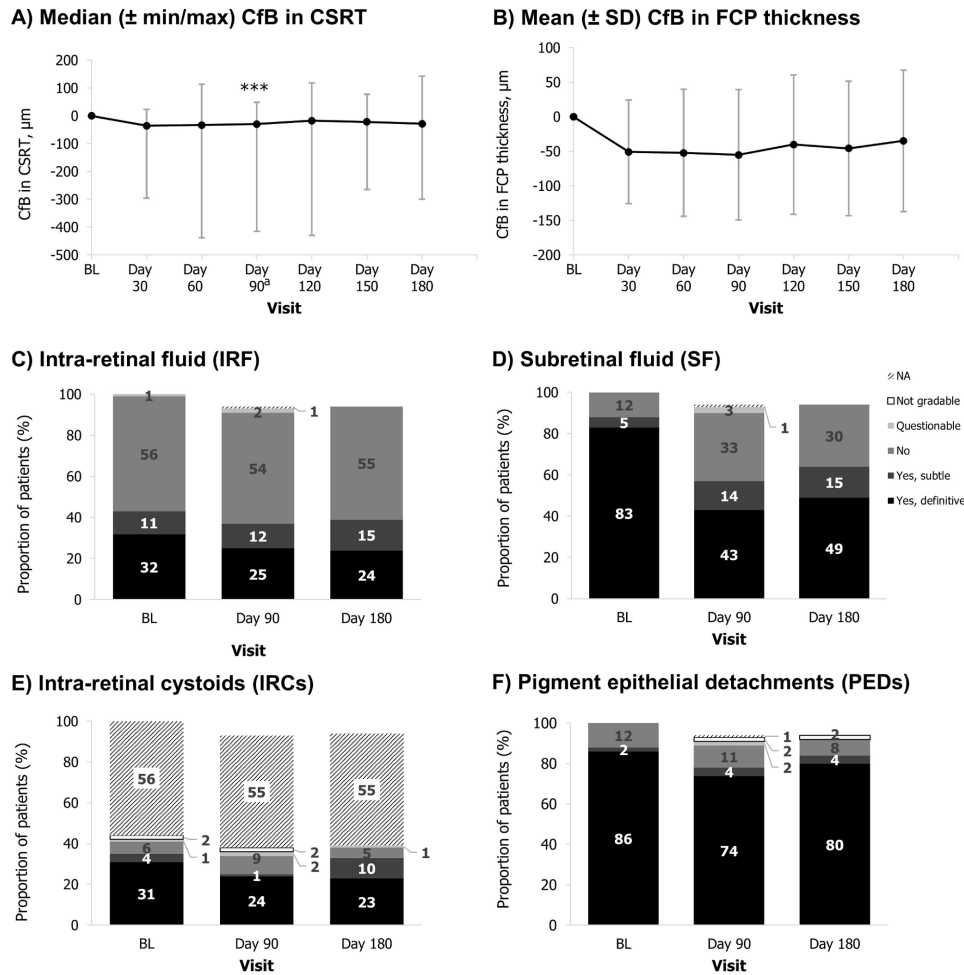 A) Median (± min/max) CfB in CSRT
CfB in CSRT, µm
200
100
0
-100
-200
-300
-400
-500
***
BL
Day 30
Day 60
Day 90ª
Day 120
Day 150
Day 180
Visit
B) Mean (± SD) CfB in FCP thickness
CfB in FCP thickness, µm
100
50
0
-50
-100
-150
-200
BL
Day 30
Day 60
Day 90
Day 120
Day 150
Day 180
Visit
C) Intra-retinal fluid (IRF)
Proportion of patients (%)
100
80
60
40
20
0
1
56
11
32
2
1
54
12
25
55
15
24
BL
Day 90
Day 180
Visit
D) Subretinal fluid (SF)
Proportion of patients (%)
100
80
60
40
20
0
12
5
83
3
1
33
14
43
30
15
49
BL
Day 90
Day 180
Visit
NA
Not gradable
Questionable
No
Yes, subtle
Yes, definitive
E) Intra-retinal cystoids (IRCs)
Proportion of patients (%)
100
80
60
40
20
0
56
2
6
1
4
31
55
2
9
2
1
24
55
5
1
10
23
BL
Day 90
Day 180
Visit
F) Pigment epithelial detachments (PEDs)
Proportion of patients (%)
100
80
60
40
20
0
12
2
86
1
2
2
11
4
74
2
8
4
80
BL
Day 90
Day 180
Visit